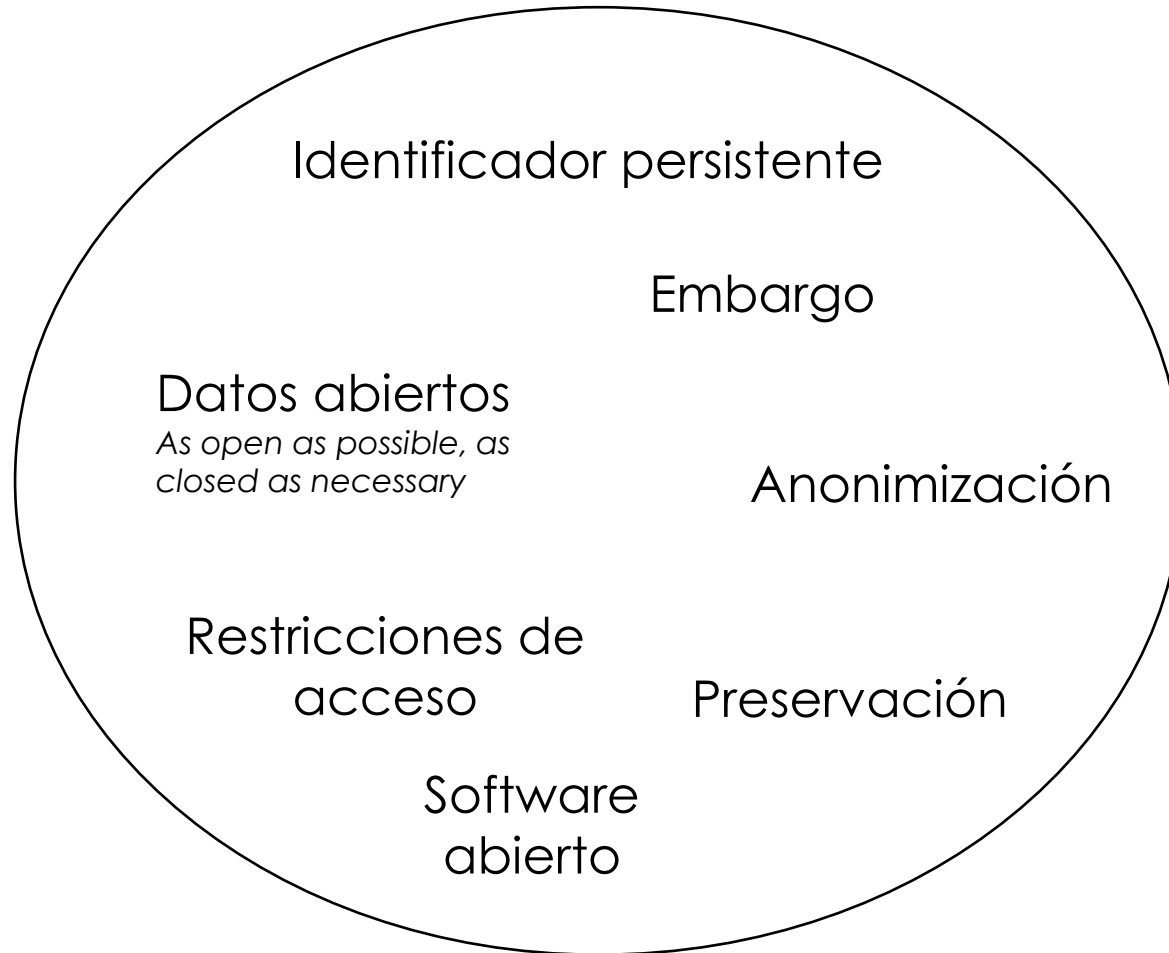 Identificador persistente
Embargo
Datos abiertos
As open as possible, as
closed as necessary
Anonimización
Restricciones de
acceso
Preservación
Software
abierto